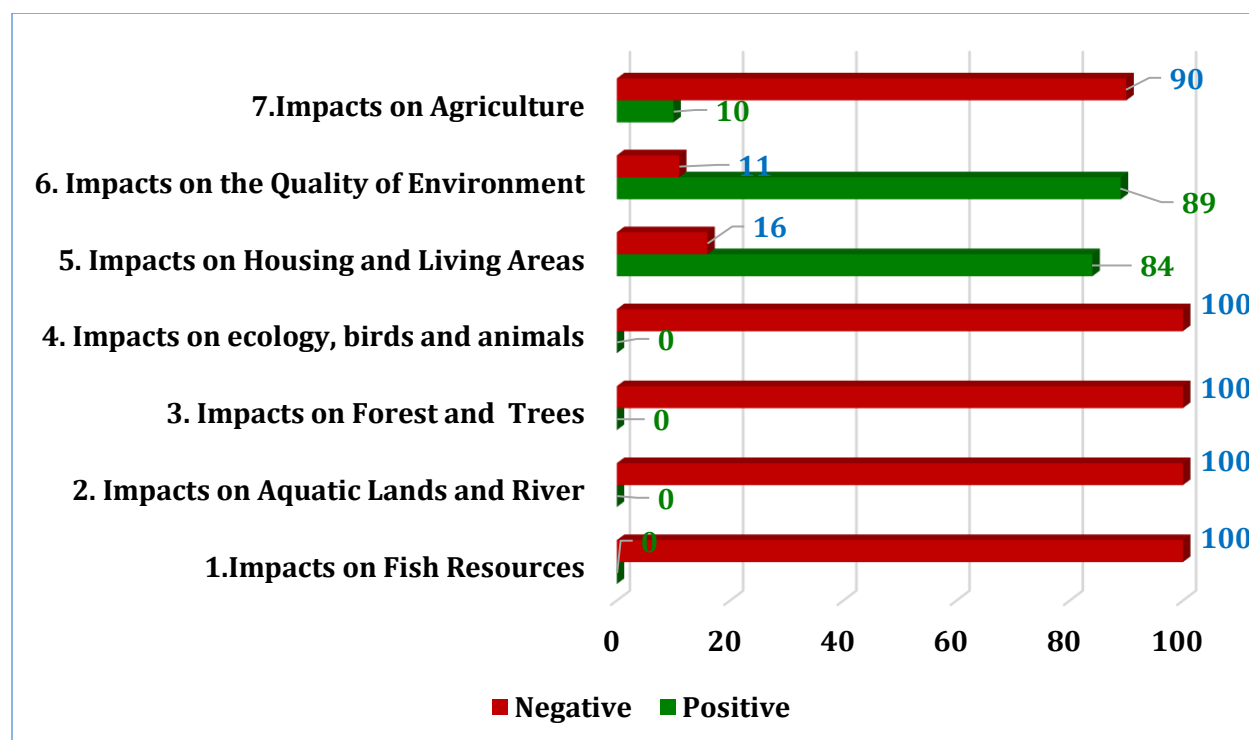 7.Impacts on Agriculture
90
10
6. Impacts on the Quality of Environment
11
89
5. Impacts on Housing and Living Areas
16
84
4. Impacts on ecology, birds and animals
100
0
3. Impacts on Forest and Trees
100
0
2. Impacts on Aquatic Lands and River
100
0
1.Impacts on Fish Resources
100
0
0 20 40 60 80 100
Negative Positive